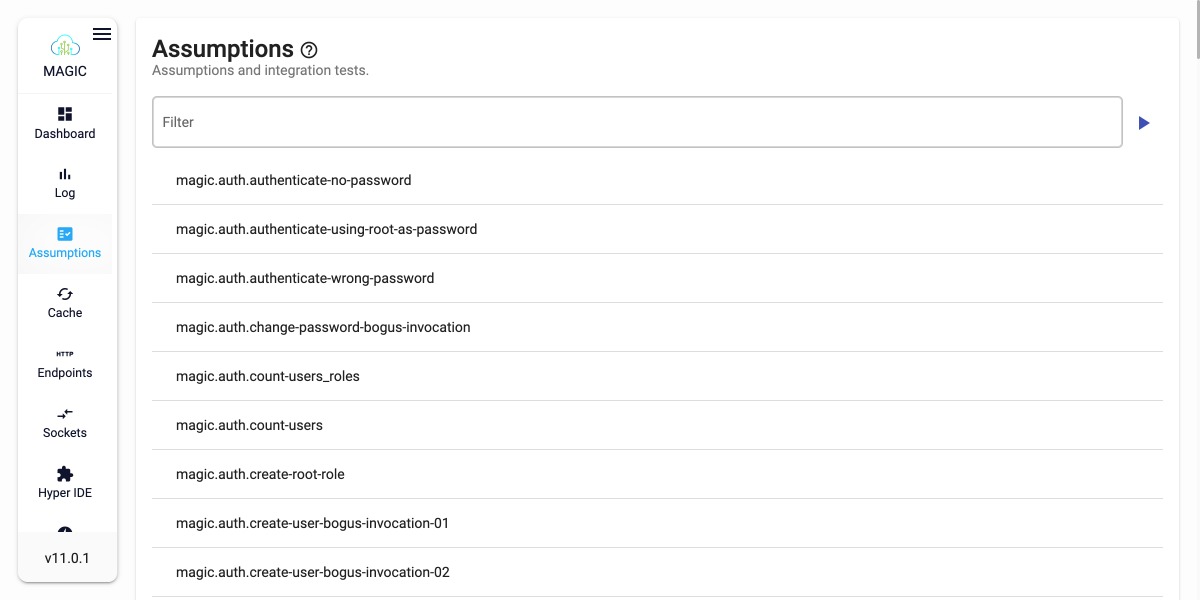 MAGIC
Dashboard
Log
Assumptions
Cache
HTTP
Endpoints
Sockets
Hyper IDE
v11.0.1
Assumptions
Assumptions and integration tests.
Filter
magic.auth.authenticate-no-password
magic.auth.authenticate-using-root-as-password
magic.auth.authenticate-wrong-password
magic.auth.change-password-bogus-invocation
magic.auth.count-users_roles
magic.auth.count-users
magic.auth.create-root-role
magic.auth.create-user-bogus-invocation-01
magic.auth.create-user-bogus-invocation-02